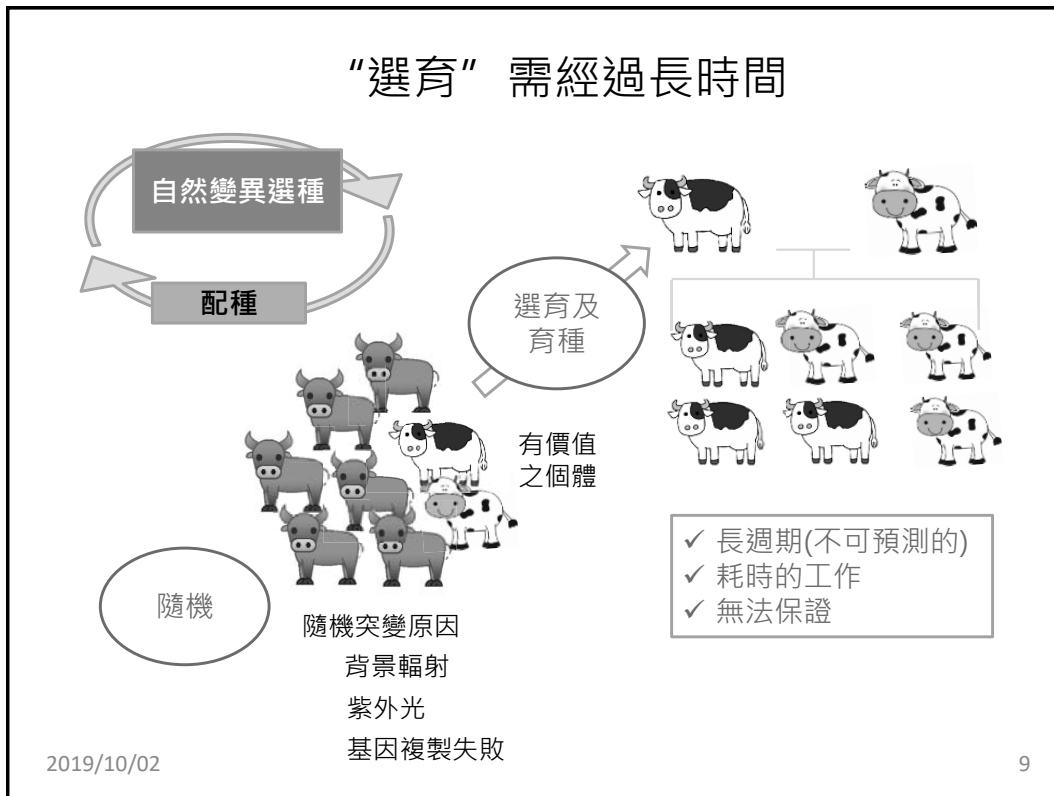 “選育”需經過長時間
自然變異選種
配種
選育及
育種
有價值
之個體
隨機
隨機突變原因
背景輻射
紫外光
基因複製失敗
✓ 長週期(不可預測的)
✓ 耗時的工作
✓ 無法保證
2019/10/02
9